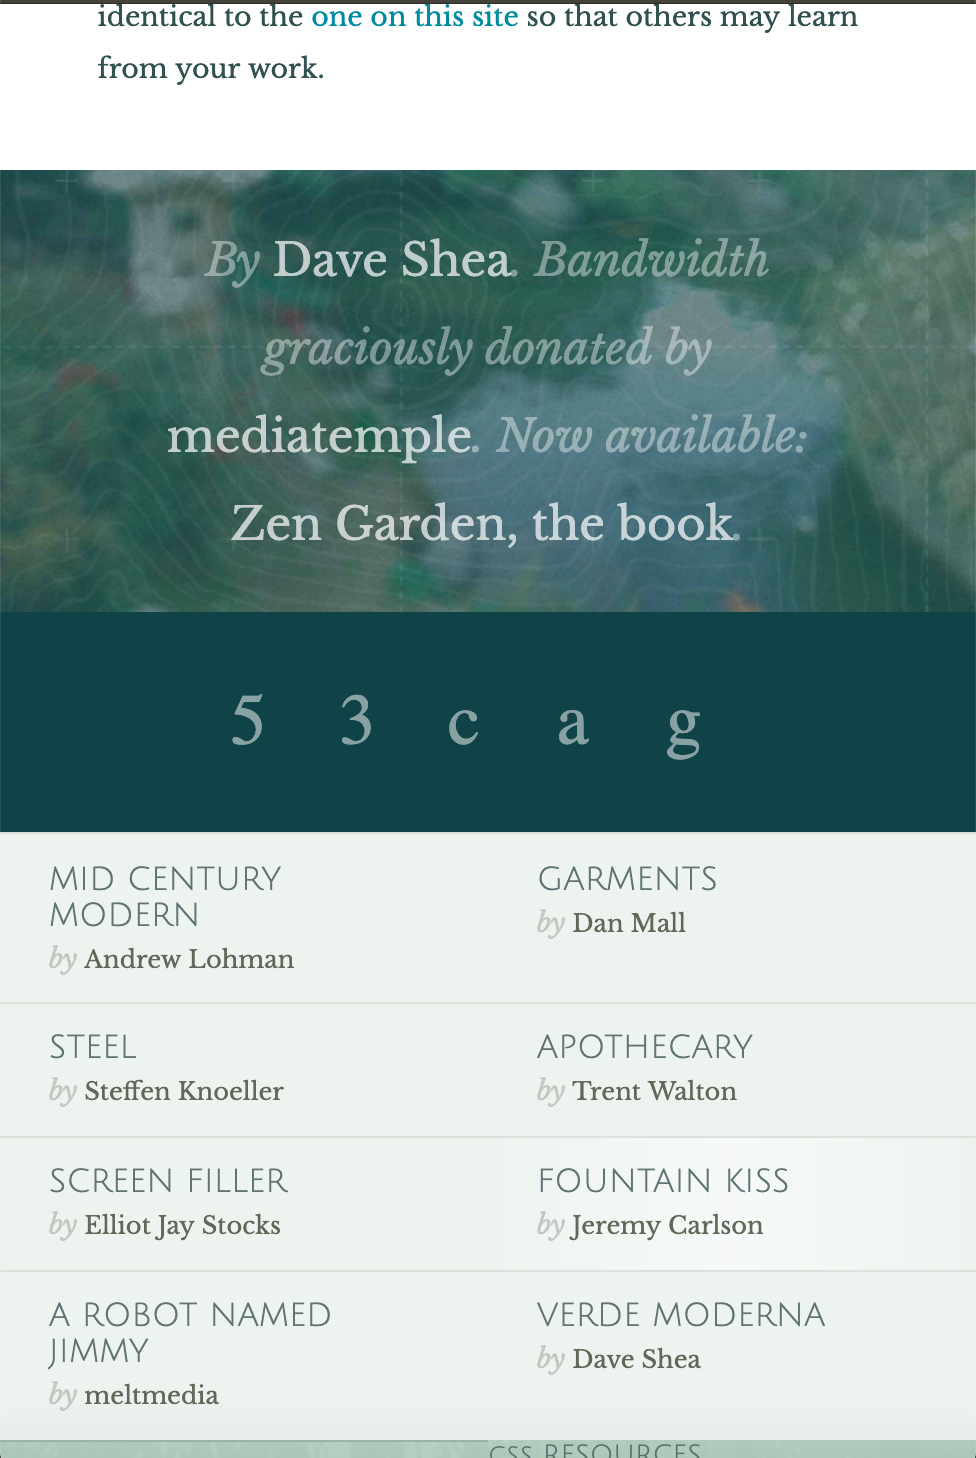 identical to the one on this site so that others may learn
from your work.
By Dave Shea. Bandwidth
graciously donated by
mediatemple. Now available:
Zen Garden, the book.
5 3 c a g
MID CENTURY
MODERN
by Andrew Lohman
GARMENTS
by Dan Mall
STEEL
by Steffen Knoeller
APOTHECARY
by Trent Walton
SCREEN FILLER
by Elliot Jay Stocks
FOUNTAIN KISS
by Jeremy Carlson
A ROBOT NAMED
JIMMY
by meltmedia
VERDE MODERNA
by Dave Shea
CSS RESOURCES